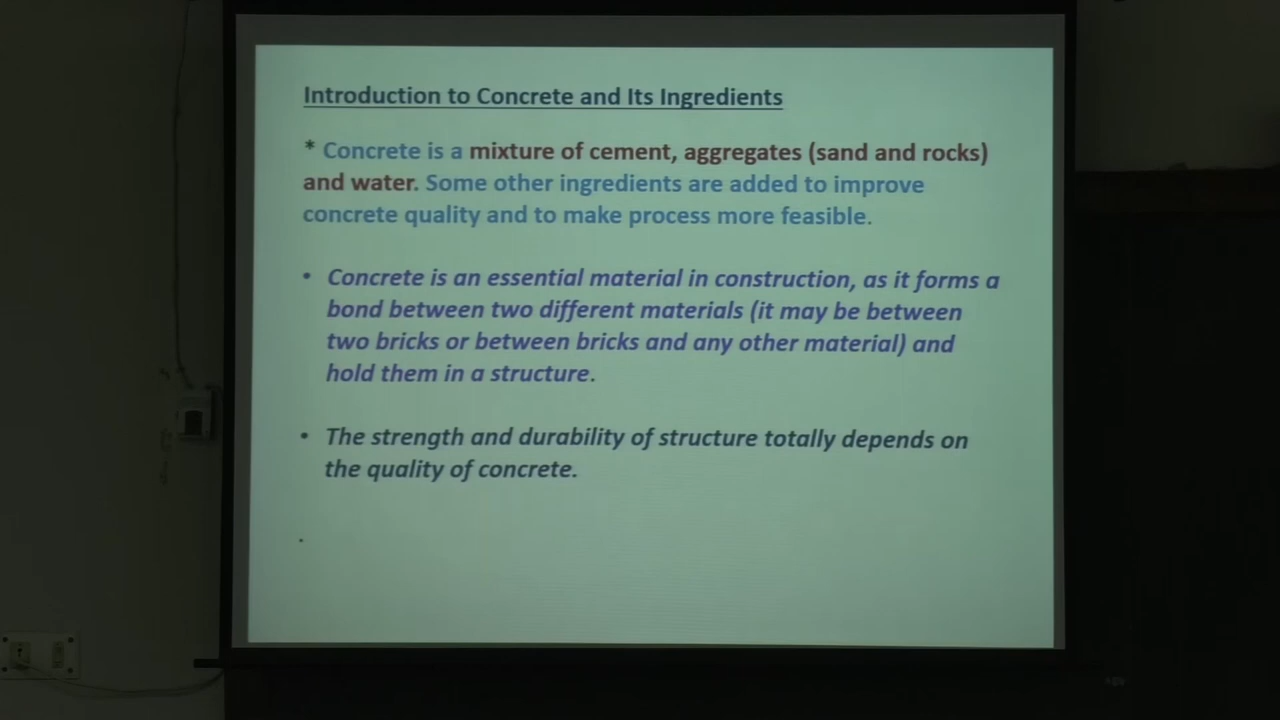 Introduction to Concrete and Its Ingredients
* Concrete is a mixture of cement, aggregates (sand and rocks)
and water. Some other ingredients are added to improve
concrete quality and to make process more feasible.
• Concrete is an essential material in construction, as it forms a
bond between two different materials (it may be between
two bricks or between bricks and any other material) and
hold them in a structure.
• The strength and durability of structure totally depends on
the quality of concrete.
.